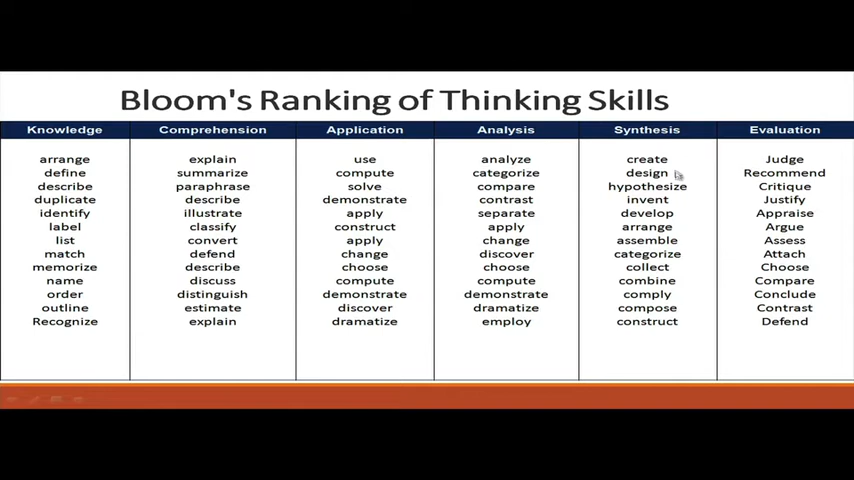 Bloom's Ranking of Thinking Skills
Knowledge Comprehension Application Analysis Synthesis Evaluation
arrange explain use analyze create Judge
define summarize compute categorize design Recommend
describe paraphrase solve compare hypothesize Critique
duplicate describe demonstrate contrast invent Justify
identify illustrate apply separate develop Appraise
label classify construct apply arrange Argue
list convert apply change assemble Assess
match defend change discover categorize Attach
memorize describe choose choose collect Choose
name discuss compute compute combine Compare
order distinguish demonstrate demonstrate comply Conclude
outline estimate discover dramatize compose Contrast
Recognize explain dramatize employ construct Defend